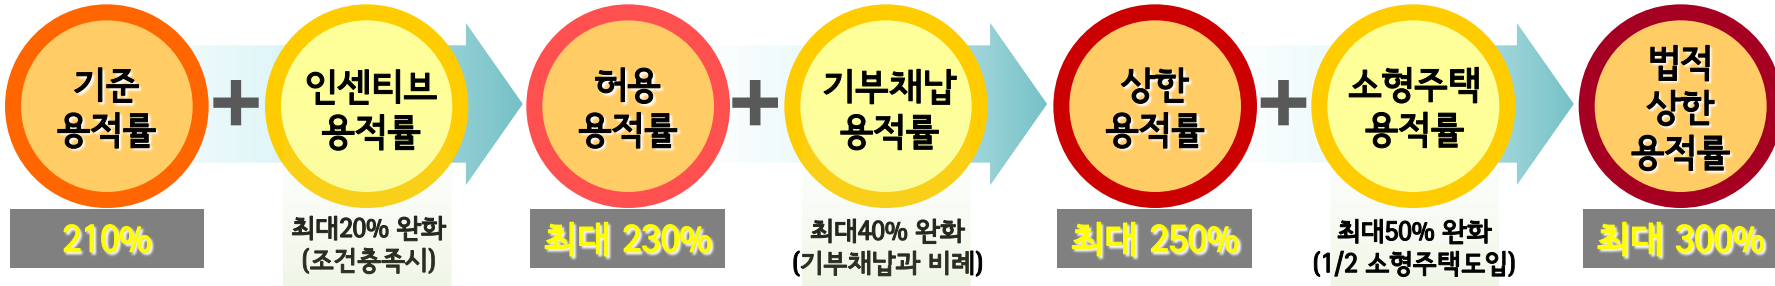 기준
용적률
210%
+
인센티브
용적률
최대20% 완화
(조건충족시)
허용
용적률
최대 230%
+
기부채납
용적률
최대40% 완화
(기부채납과 비례)
상한
용적률
최대 250%
+
소형주택
용적률
최대50% 완화
(1/2 소형주택도입)
법적
상한
용적률
최대 300%